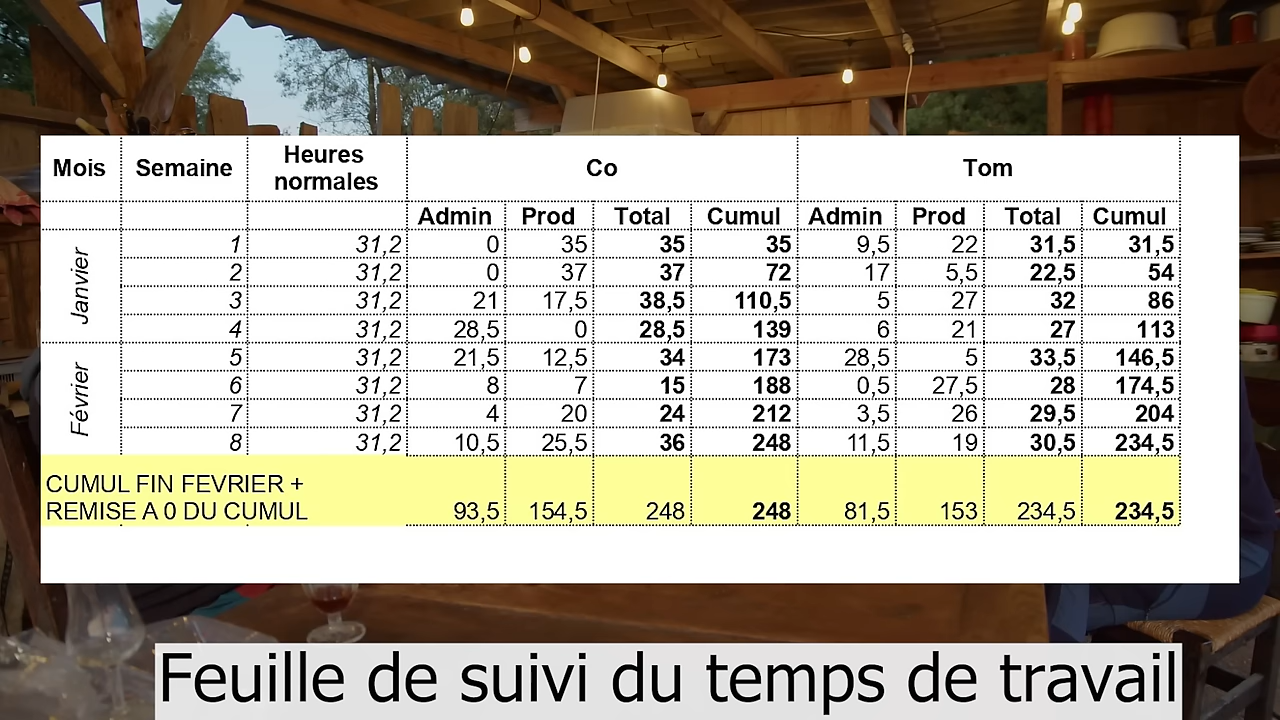 Mois Semaine Heures normales Co Tom
Admin Prod Total Cumul Admin Prod Total Cumul
Janvier
1 31,2 0 35 35 35 9,5 22 31,5 31,5
2 31,2 0 37 37 72 17 5,5 22,5 54
3 31,2 21 17,5 38,5 110,5 5 27 32 86
4 31,2 28,5 0 28,5 139 6 21 27 113
Février
5 31,2 21,5 12,5 34 173 28,5 5 33,5 146,5
6 31,2 8 7 15 188 0,5 27,5 28 174,5
7 31,2 4 20 24 212 3,5 26 29,5 204
8 31,2 10,5 25,5 36 248 11,5 19 30,5 234,5
CUMUL FIN FEVRIER +
REMISE A 0 DU CUMUL 93,5 154,5 248 248 81,5 153 234,5 234,5
Feuille de suivi du temps de travail